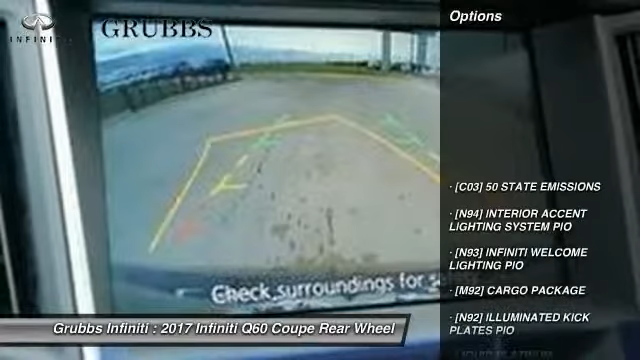 INFINITI
GRUBBS
Options
Check surroundings for
· [C03] 50 STATE EMISSIONS
· [N94] INTERIOR ACCENT
LIGHTING SYSTEM PIO
· [N93] INFINITI WELCOME
LIGHTING PIO
· [M92] CARGO PACKAGE
· [N92] ILLUMINATED KICK
PLATES PIO
Grubbs Infiniti : 2017 Infiniti Q60 Coupe Rear Wheel